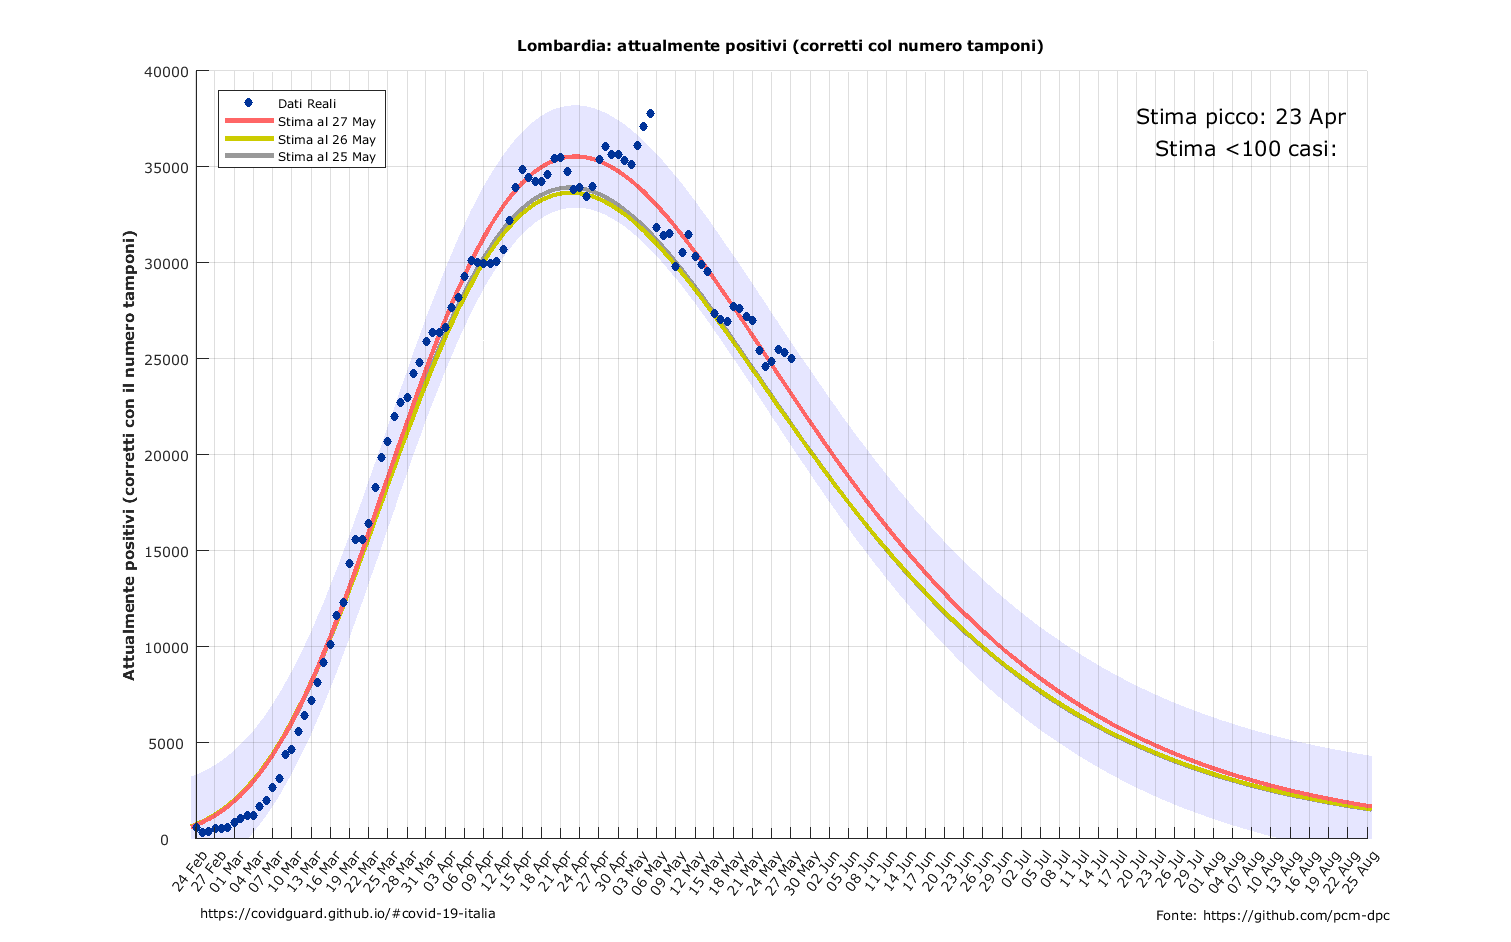 Lombardia: attualmente positivi (corretti col numero tamponi)
Attualmente positivi (corretti con il numero tamponi)
40000
35000
30000
25000
20000
15000
10000
5000
0
Dati Reali
Stima al 27 May
Stima al 26 May
Stima al 25 May
Stima picco: 23 Apr
Stima <100 casi:
24 Feb
27 Feb
01 Mar
04 Mar
07 Mar
10 Mar
13 Mar
16 Mar
19 Mar
22 Mar
25 Mar
28 Mar
31 Mar
03 Apr
06 Apr
09 Apr
12 Apr
15 Apr
18 Apr
21 Apr
24 Apr
27 Apr
30 Apr
03 May
06 May
09 May
12 May
15 May
18 May
21 May
24 May
27 May
30 May
02 Jun
05 Jun
08 Jun
11 Jun
14 Jun
17 Jun
20 Jun
23 Jun
26 Jun
29 Jun
02 Jul
05 Jul
08 Jul
11 Jul
14 Jul
17 Jul
20 Jul
23 Jul
26 Jul
29 Jul
01 Aug
04 Aug
07 Aug
10 Aug
13 Aug
16 Aug
19 Aug
22 Aug
25 Aug
https://covidguard.github.io/#covid-19-italia
Fonte: https://github.com/pcm-dpc